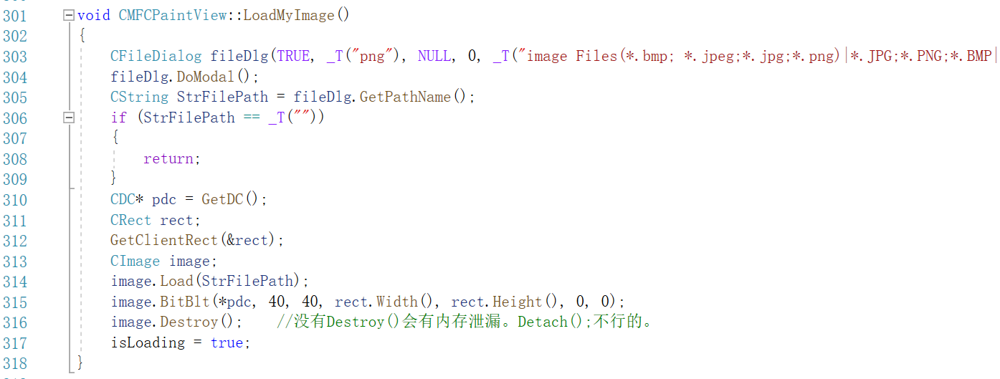 301 void CMFCPaintView::LoadMyImage()
302 {
303 CFileDialog fileDlg(TRUE, _T("png"), NULL, 0, _T("image Files(*.bmp; *.jpeg;*.jpg;*.png)|*.JPG;*.PNG;*.BMP|
304 fileDlg.DoModal();
305 CString StrFilePath = fileDlg.GetPathName();
306 if (StrFilePath == _T(""))
307 {
308 return;
309 }
310 CDC* pdc = GetDC();
311 CRect rect;
312 GetClientRect(&rect);
313 CImage image;
314 image.Load(StrFilePath);
315 image.BitBlt(*pdc, 40, 40, rect.Width(), rect.Height(), 0, 0);
316 image.Destroy(); //没有Destroy()会有内存泄漏。Detach();不行的。
317 isLoading = true;
318 }